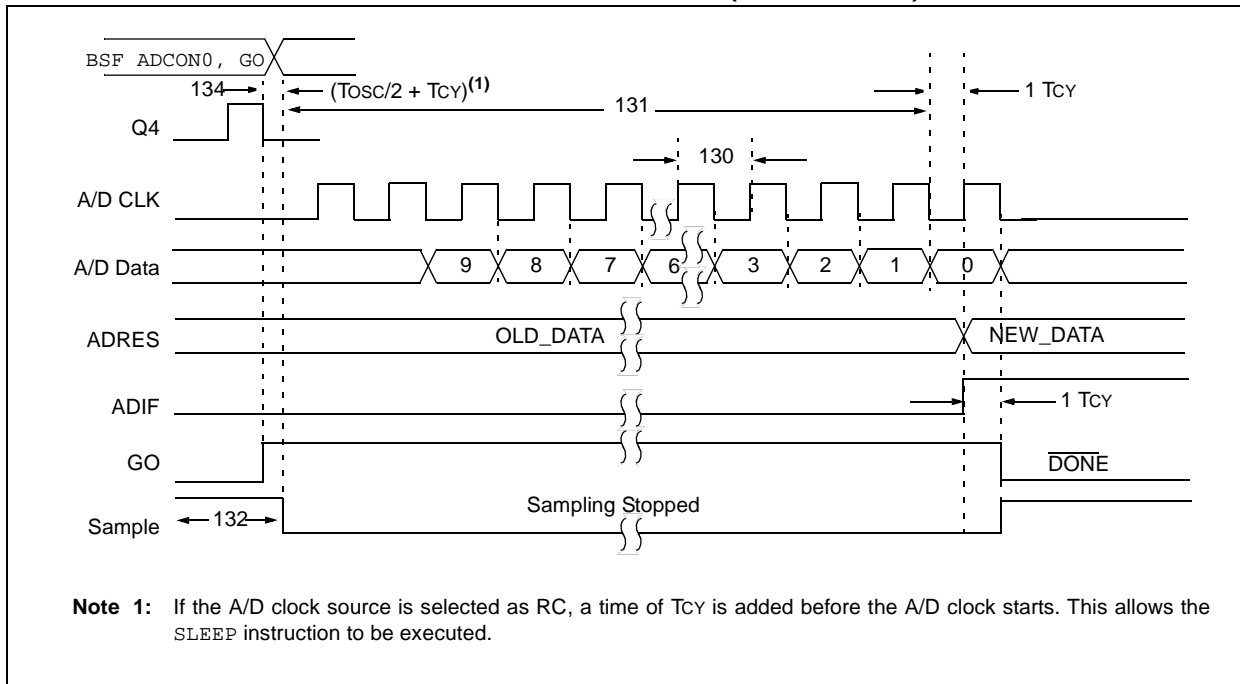 BSF ADCON0, GO
134
(TOSC/2 + TCY)(1)
131
1 TCY
Q4
130
A/D CLK
A/D Data
9
8
7
6
3
2
1
0
ADRES
OLD_DATA
NEW_DATA
ADIF
1 TCY
GO
DONE
Sampling Stopped
Sample
132
Note 1: If the A/D clock source is selected as RC, a time of TCY is added before the A/D clock starts. This allows the
SLEEP instruction to be executed.